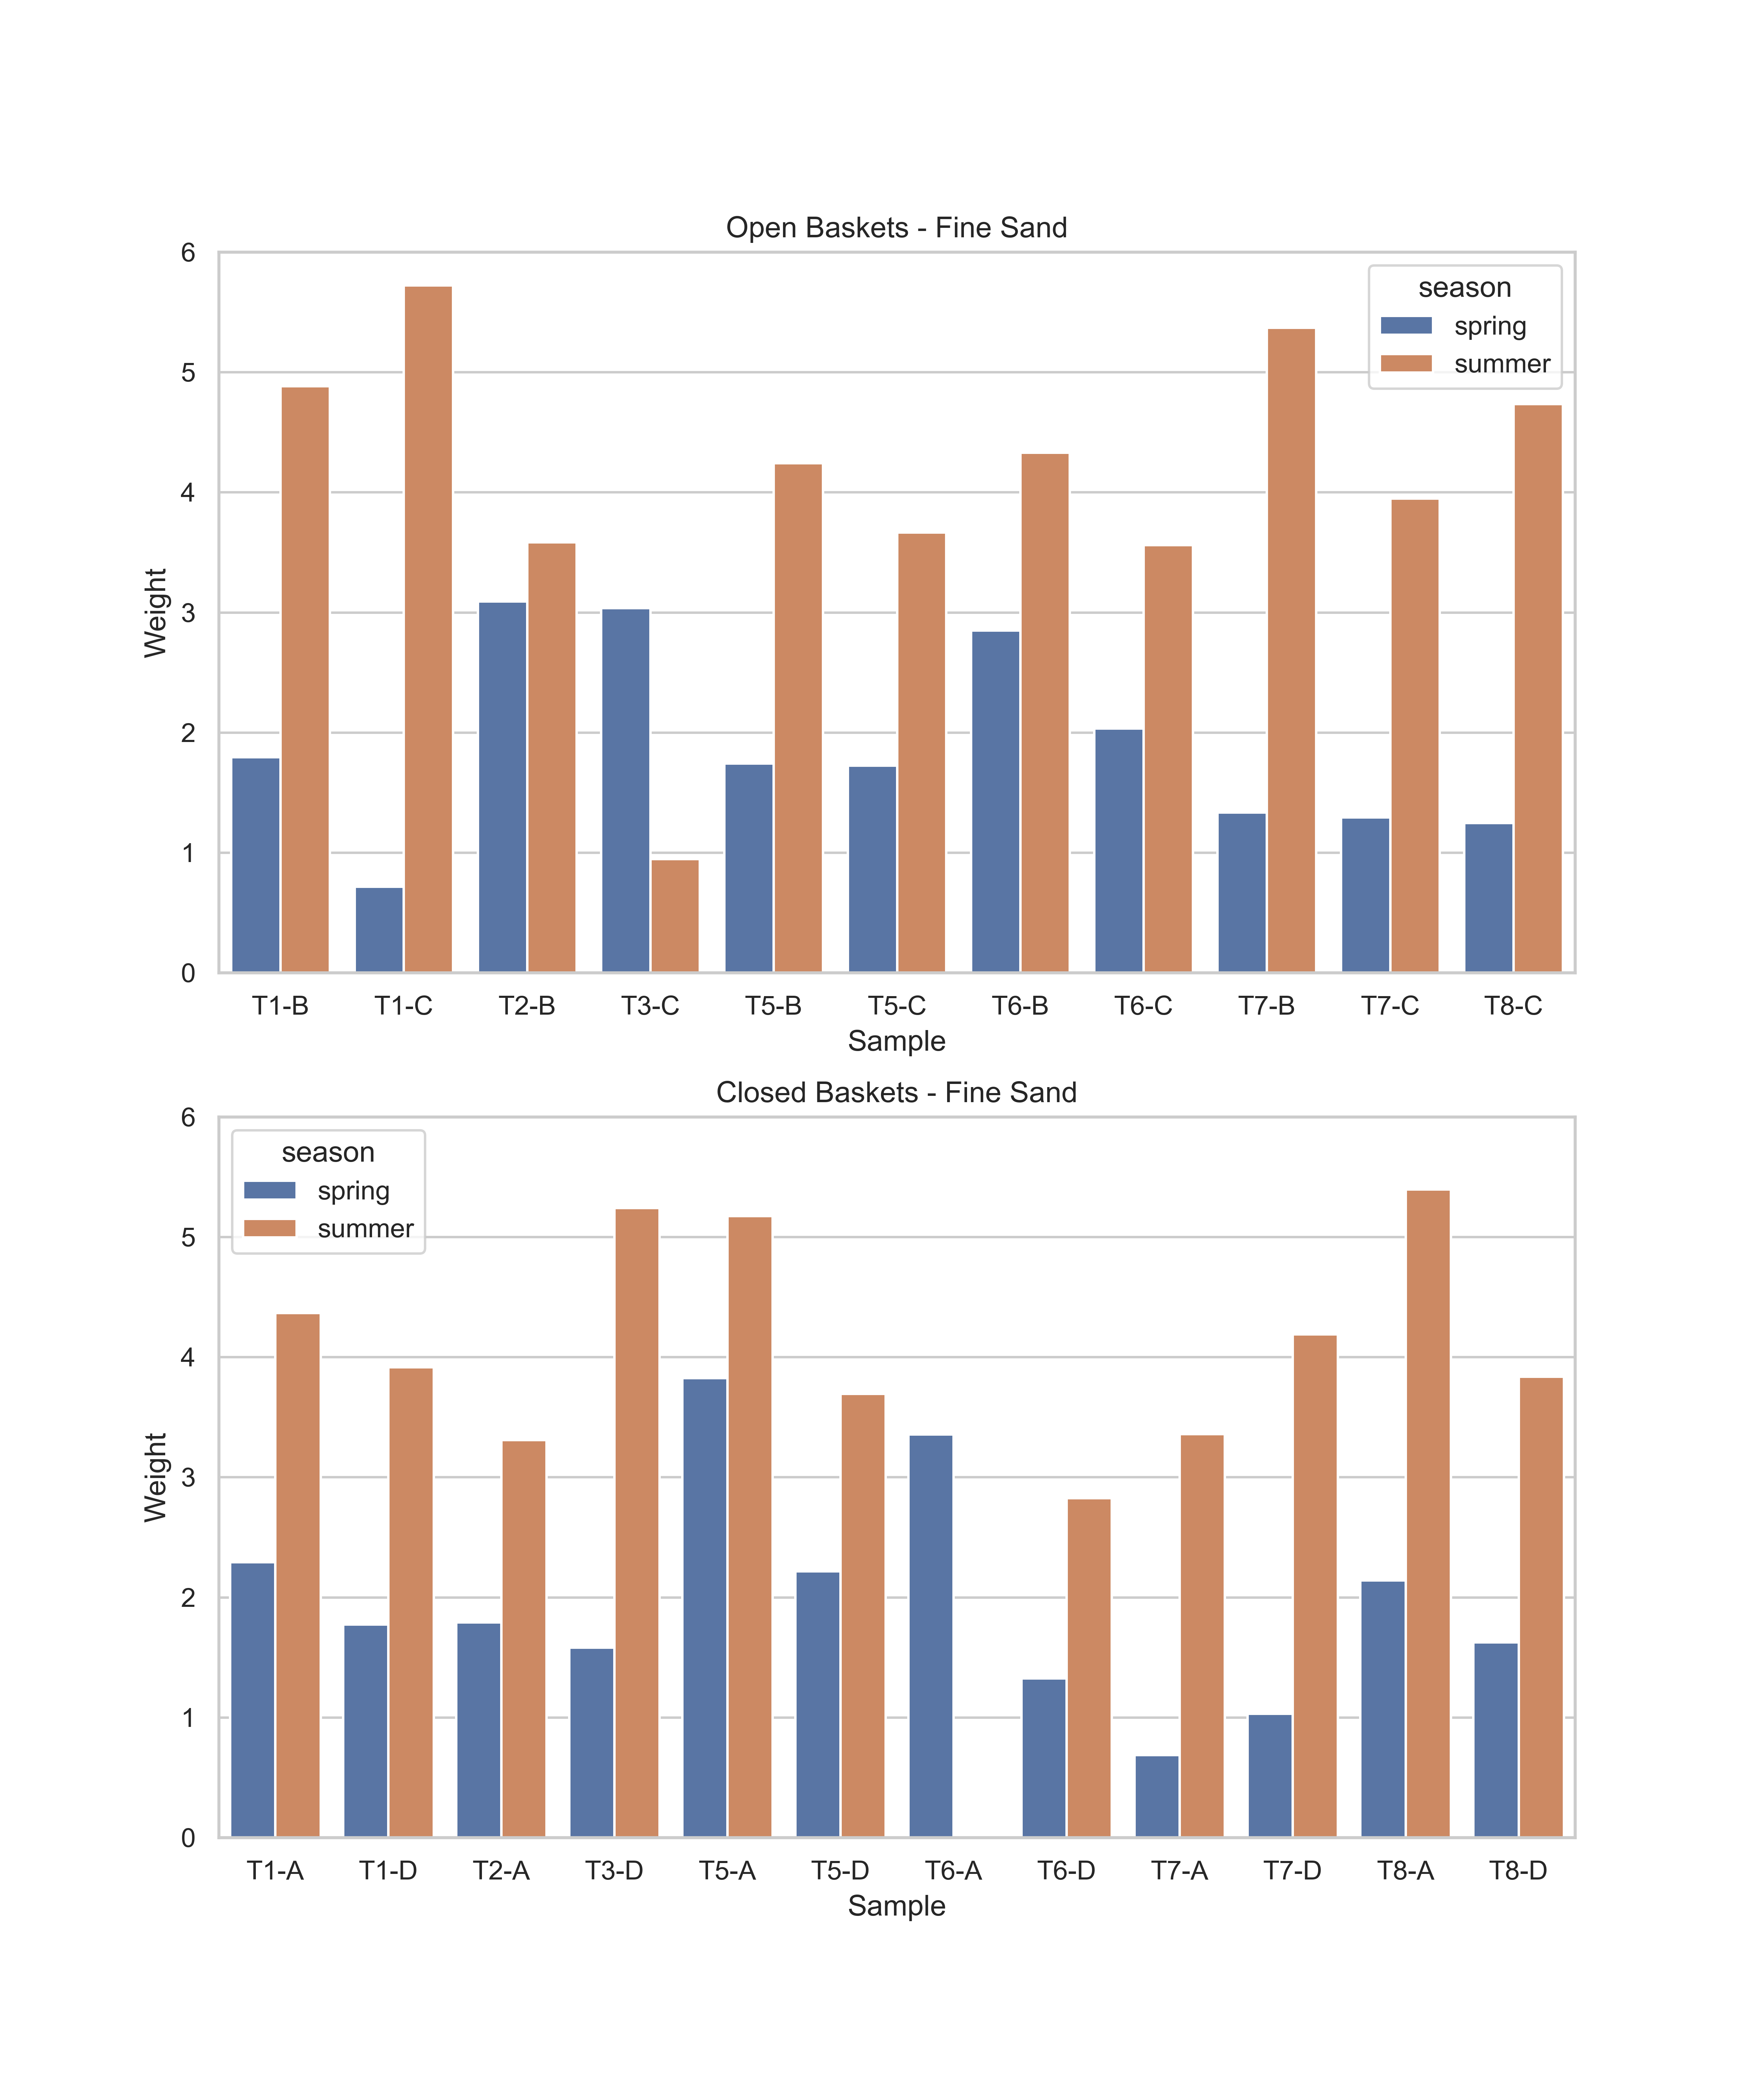 Open Baskets - Fine Sand
6
5
4
3
2
1
0
Weight
season
spring
summer
T1-B T1-C T2-B T3-C T5-B T5-C T6-B T6-C T7-B T7-C T8-C
Sample
Closed Baskets - Fine Sand
6
5
4
3
2
1
0
Weight
season
spring
summer
T1-A T1-D T2-A T3-D T5-A T5-D T6-A T6-D T7-A T7-D T8-A T8-D
Sample